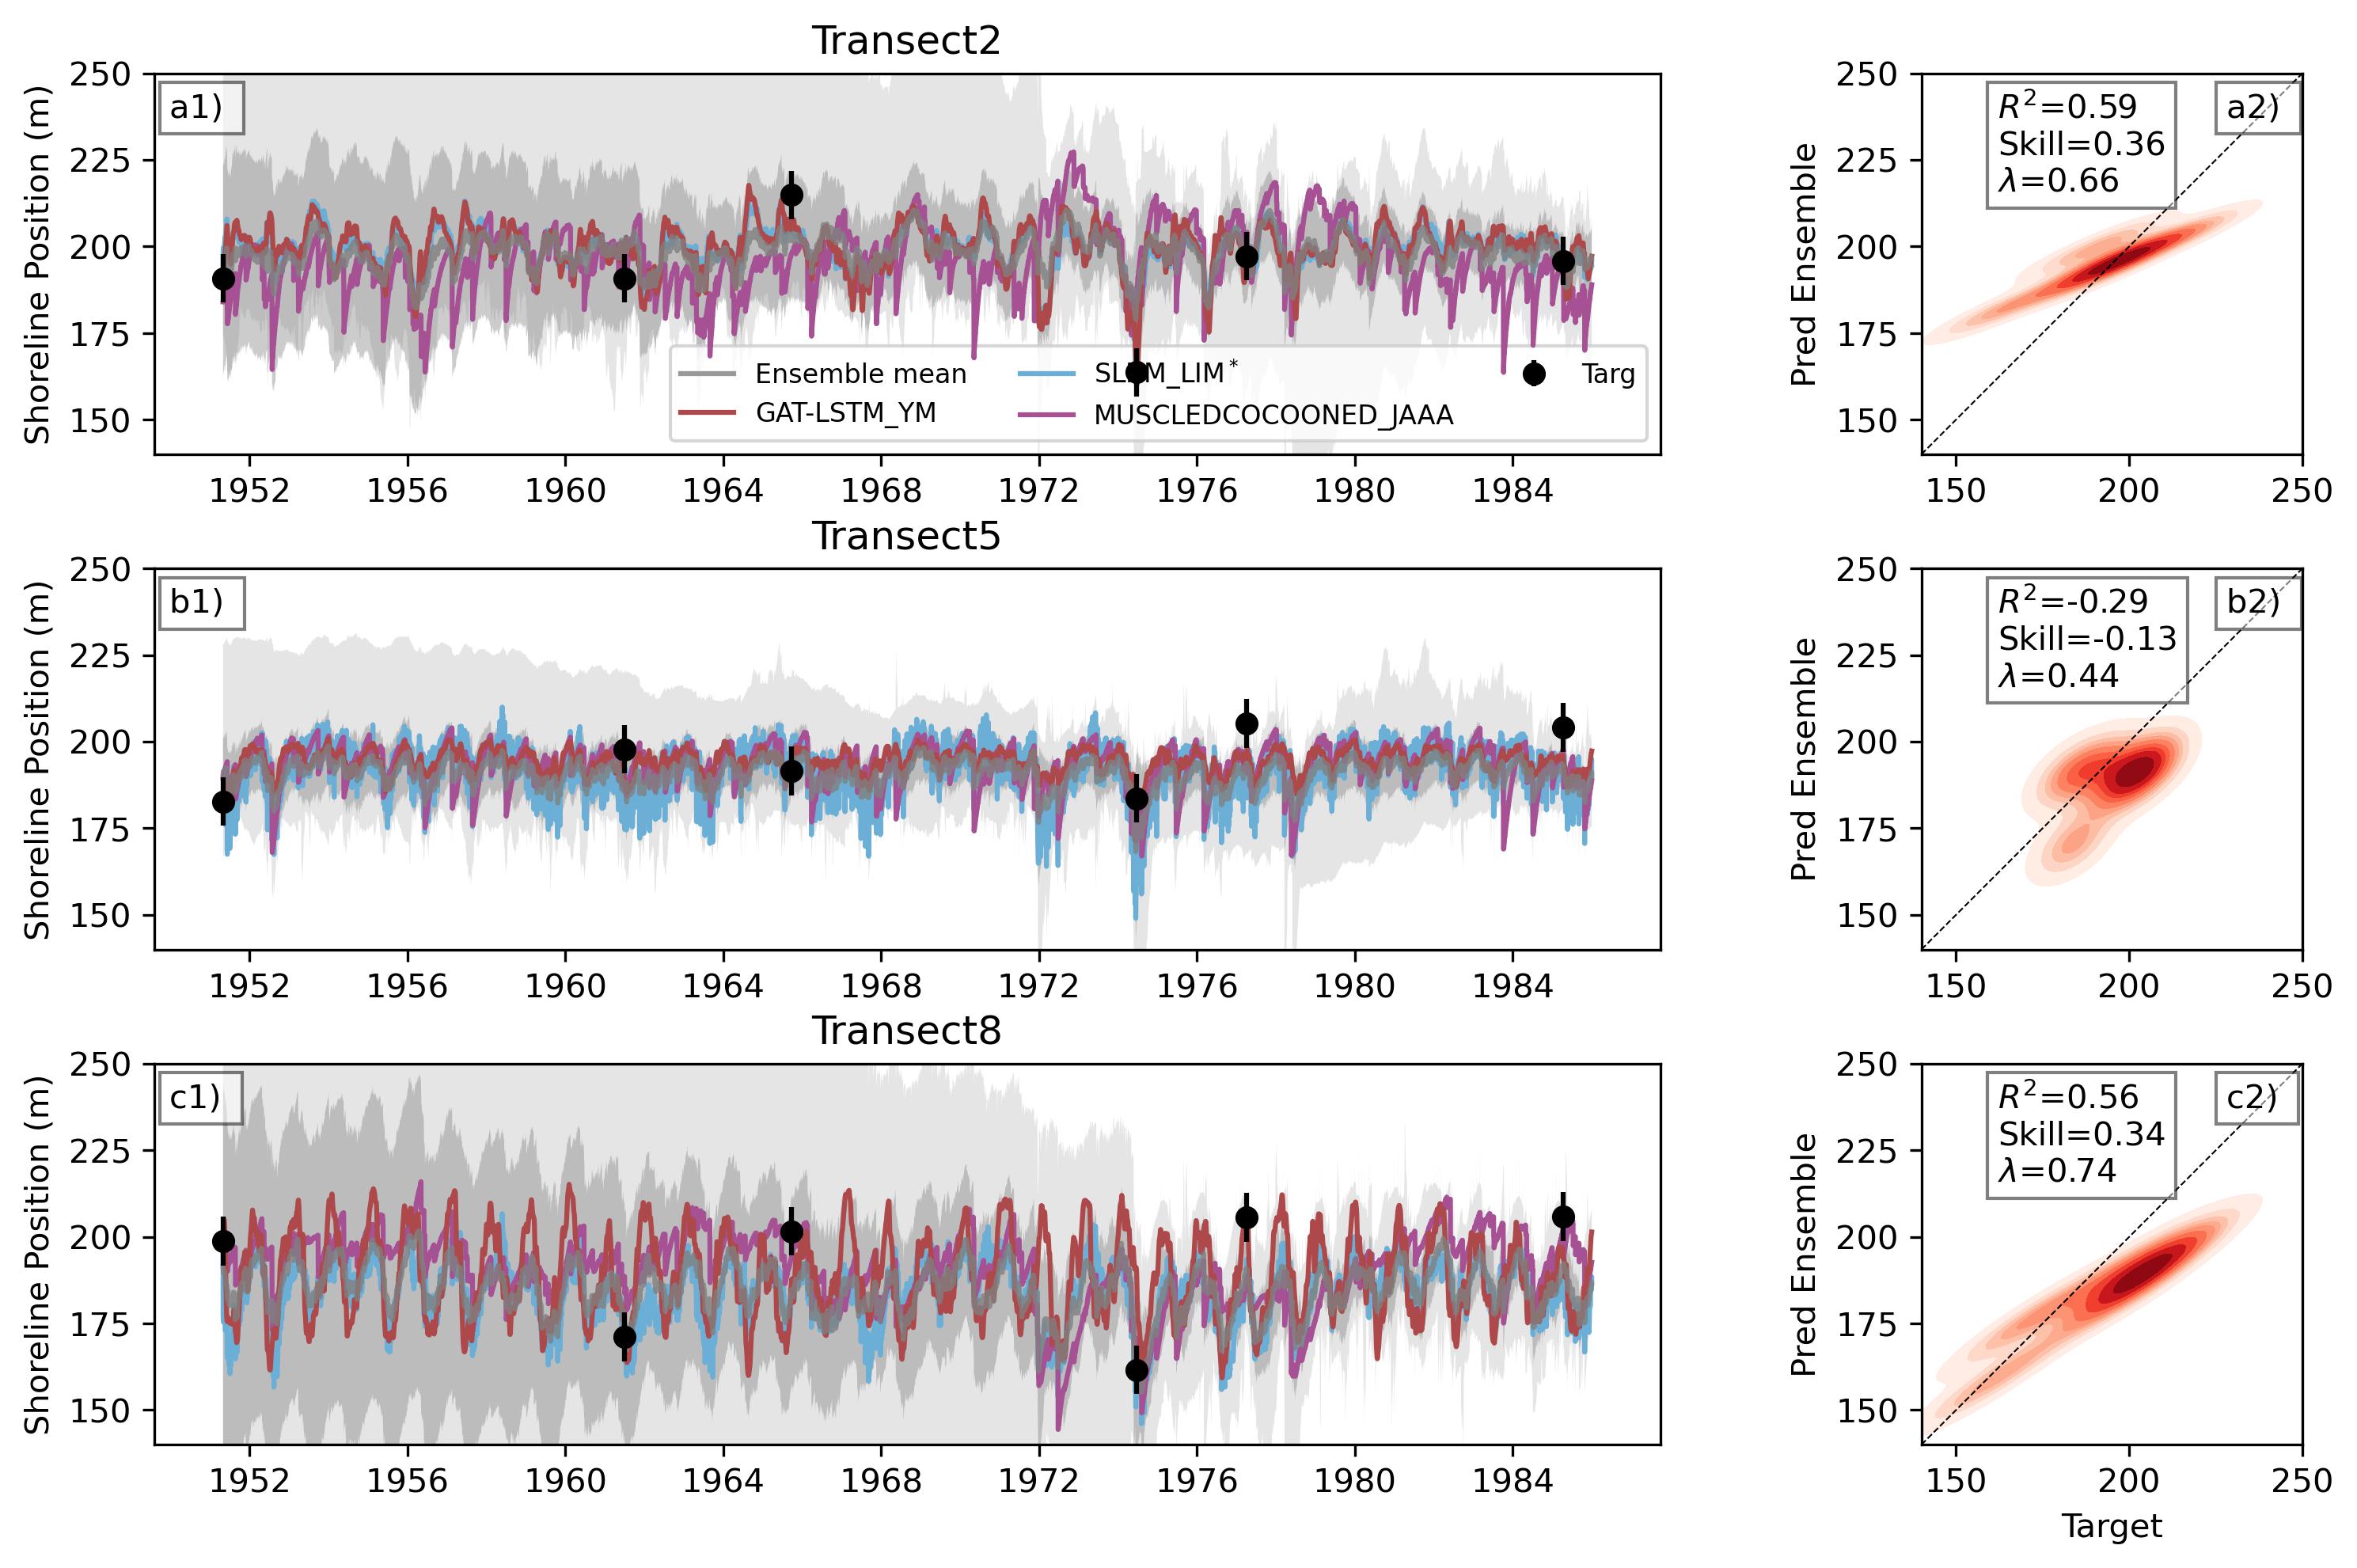 Transect2
Shoreline Position (m)
250
225
200
175
150
a1)
Ensemble mean
GAT-LSTM_YM
SLRM_LIM*
MUSCLEDCOCOONED_JAAA
Targ
1952 1956 1960 1964 1968 1972 1976 1980 1984
Pred Ensemble
250
225
200
175
150
R²=0.59
Skill=0.36
λ=0.66
a2)
150 200 250
Transect5
Shoreline Position (m)
250
225
200
175
150
b1)
1952 1956 1960 1964 1968 1972 1976 1980 1984
Pred Ensemble
250
225
200
175
150
R²=-0.29
Skill=-0.13
λ=0.44
b2)
150 200 250
Transect8
Shoreline Position (m)
250
225
200
175
150
c1)
1952 1956 1960 1964 1968 1972 1976 1980 1984
Pred Ensemble
250
225
200
175
150
R²=0.56
Skill=0.34
λ=0.74
c2)
150 200 250
Target